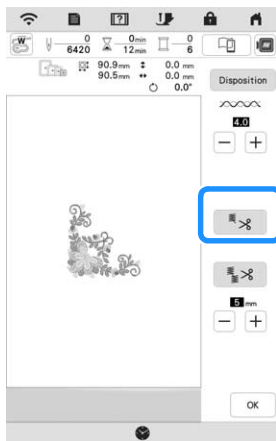 W 0 0min 0
6420 12min 6
90.9mm 0.0 mm
90.5mm 0.0 mm
0.0°
Disposition
4.0
− +
5 mm
− +
OK